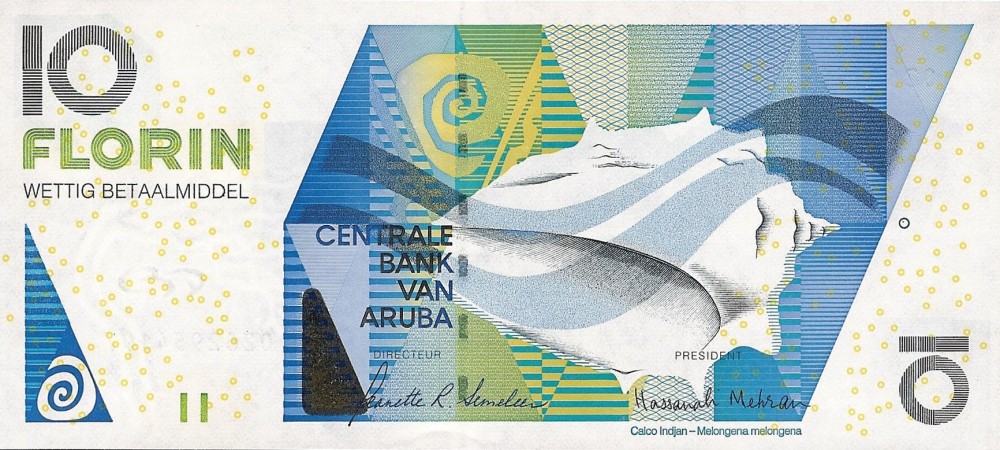 10
FLORIN
WETTIG BETAALMIDDEL
CENTRALE
BANK
VAN
ARUBA
DIRECTEUR
PRESIDENT
Jeanette R. Semeleer
Hassanah Mehran
Calco Indjan – Melongena melongena
10